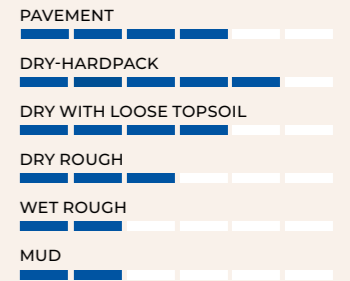 PAVEMENT
DRY-HARDPACK
DRY WITH LOOSE TOPSOIL
DRY ROUGH
WET ROUGH
MUD